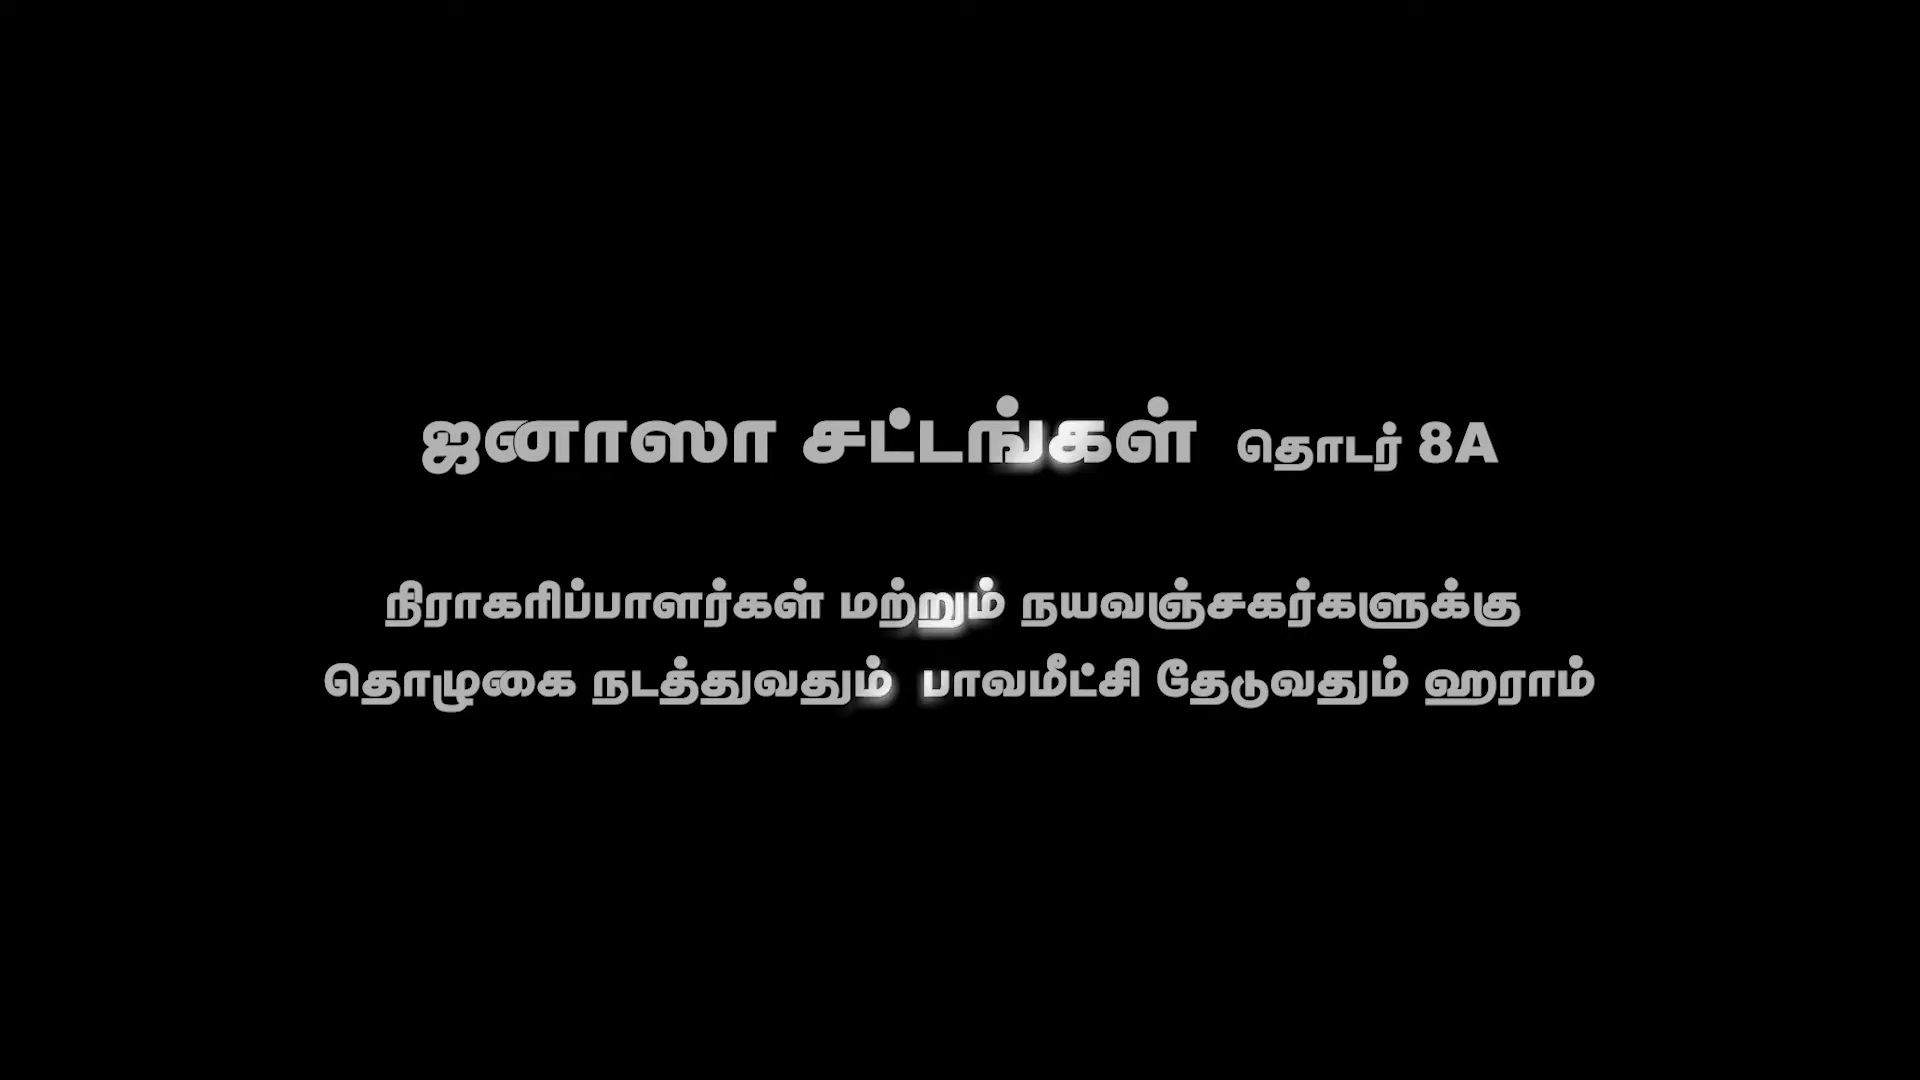 ஜனாஸா சட்டங்கள் தொடர் 8A
நிராகரிப்பாளர்கள் மற்றும் நயவஞ்சகர்களுக்கு
தொழுகை நடத்துவதும் பாவமீட்சி தேடுவதும் ஹராம்